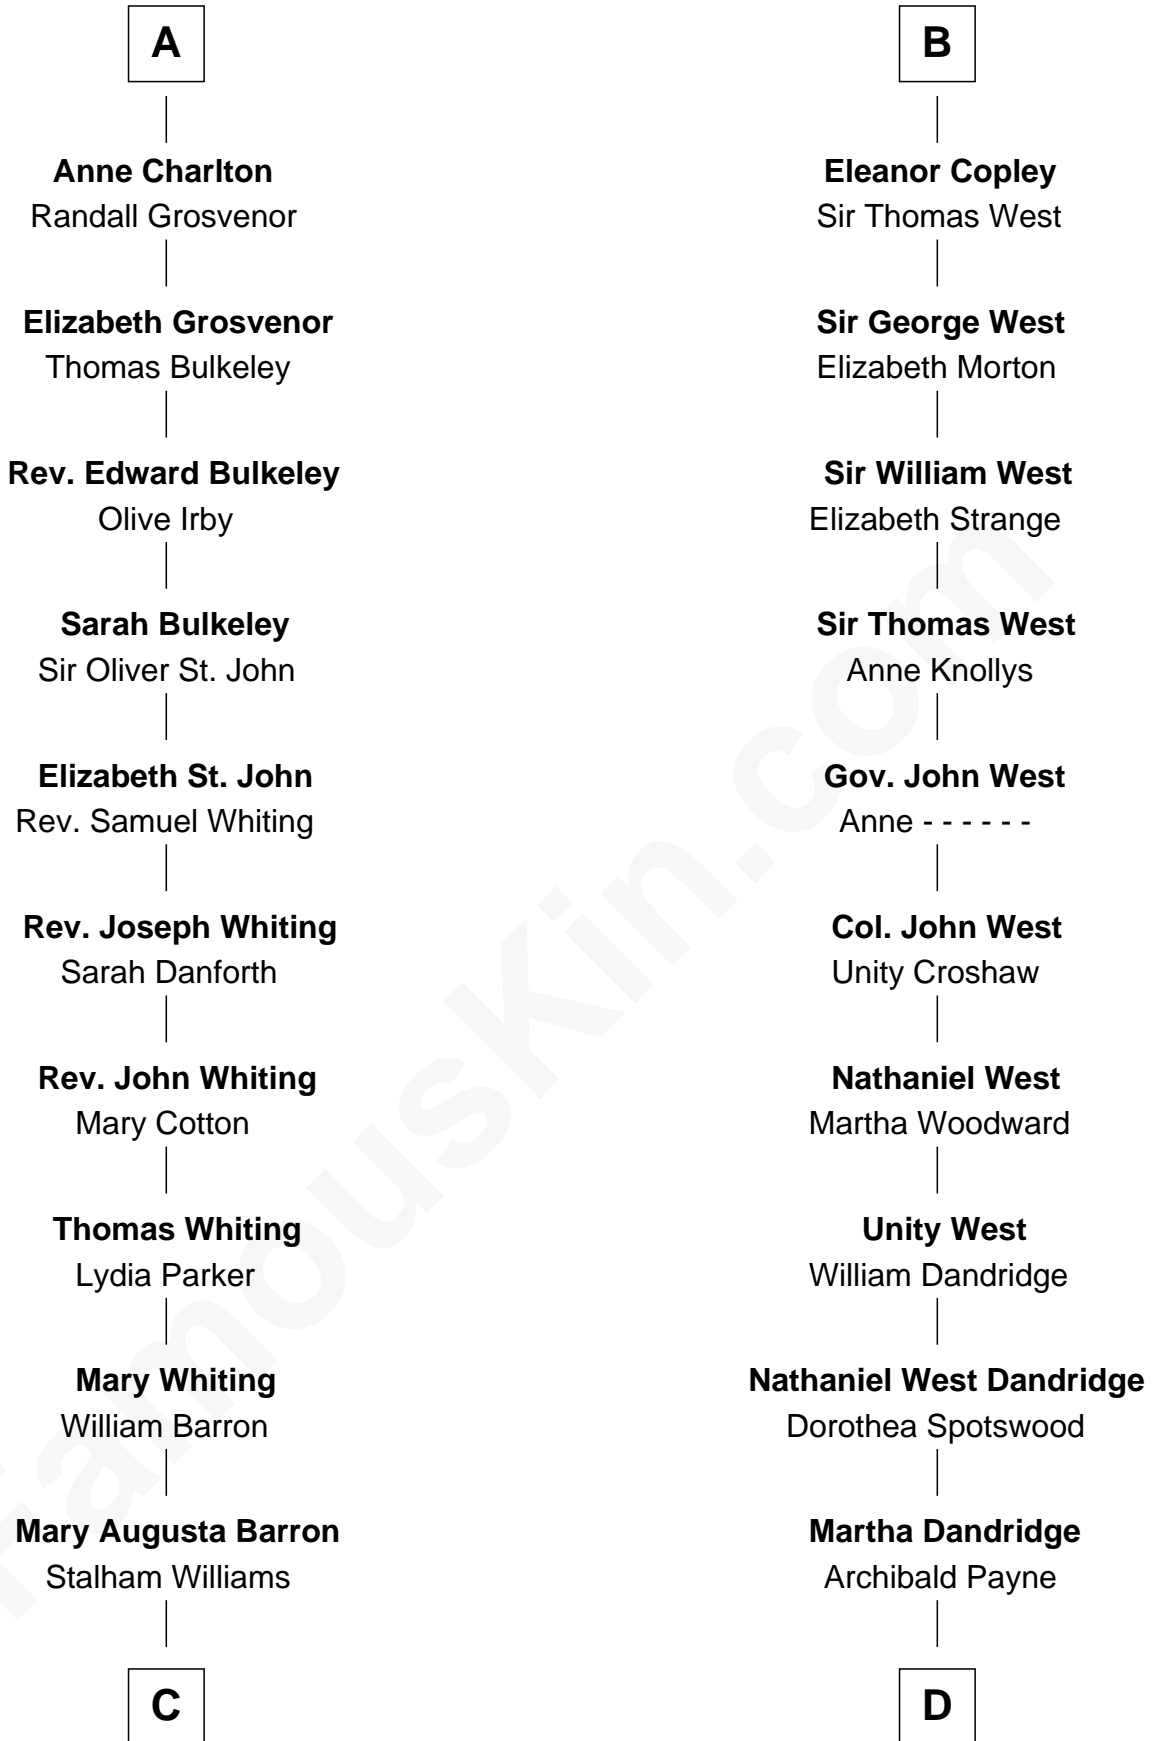 A
Anne Charlton
Randall Grosvenor
Elizabeth Grosvenor
Thomas Bulkeley
Rev. Edward Bulkeley
Olive Irby
Sarah Bulkeley
Sir Oliver St. John
Elizabeth St. John
Rev. Samuel Whiting
Rev. Joseph Whiting
Sarah Danforth
Rev. John Whiting
Mary Cotton
Thomas Whiting
Lydia Parker
Mary Whiting
William Barron
Mary Augusta Barron
Stalham Williams
C
B
Eleanor Copley
Sir Thomas West
Sir George West
Elizabeth Morton
Sir William West
Elizabeth Strange
Sir Thomas West
Anne Knollys
Gov. John West
Anne - - - - - -
Col. John West
Unity Croshaw
Nathaniel West
Martha Woodward
Unity West
William Dandridge
Nathaniel West Dandridge
Dorothea Spotswood
Martha Dandridge
Archibald Payne
D
FamousKin.com